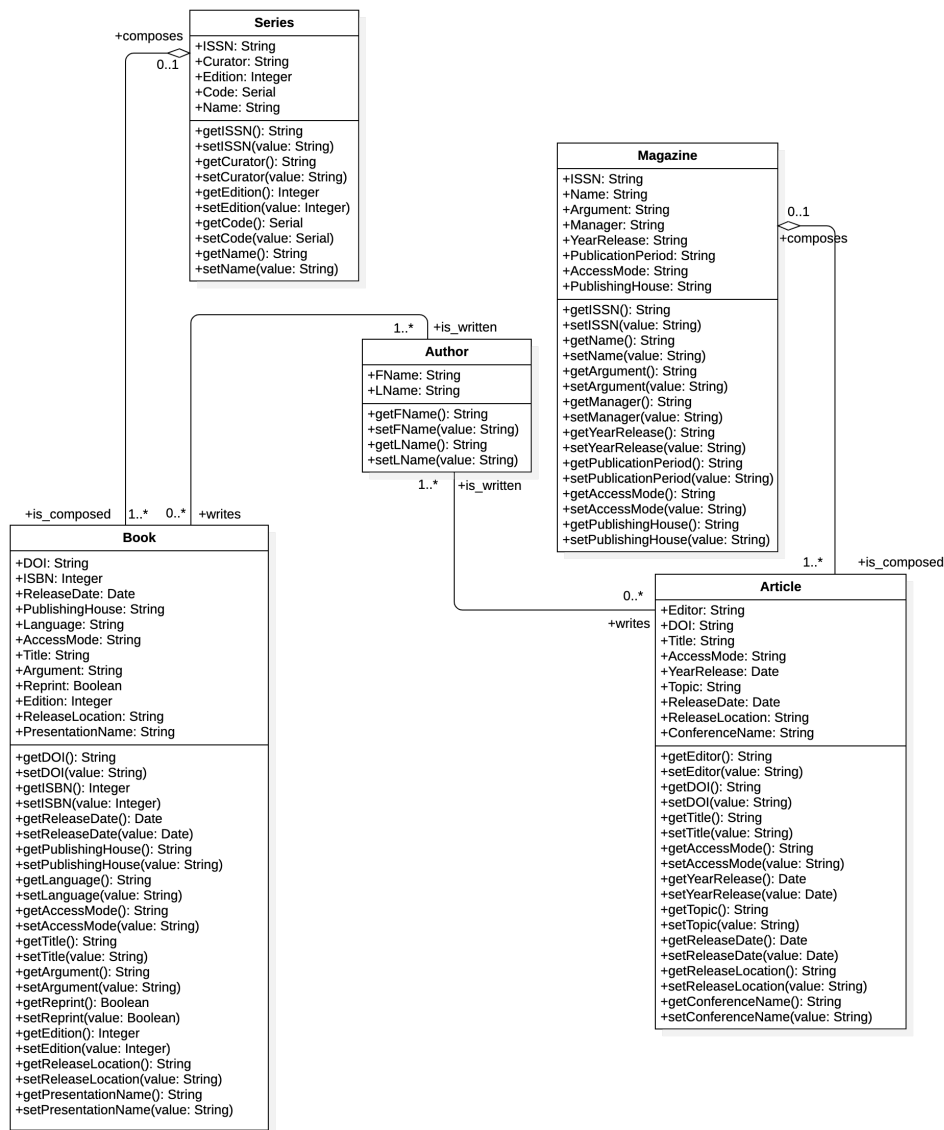 Series
+composes
0..1
+ISSN: String
+Curator: String
+Edition: Integer
+Code: Serial
+Name: String
+getISSN(): String
+setISSN(value: String)
+getCurator(): String
+setCurator(value: String)
+getEdition(): Integer
+setEdition(value: Integer)
+getCode(): Serial
+setCode(value: Serial)
+getName(): String
+setName(value: String)
Magazine
+ISSN: String
+Name: String
+Argument: String
+Manager: String
+YearRelease: String
+PublicationPeriod: String
+AccessMode: String
+PublishingHouse: String
+getISSN(): String
+setISSN(value: String)
+getName(): String
+setName(value: String)
+getArgument(): String
+setArgument(value: String)
+getManager(): String
+setManager(value: String)
+getYearRelease(): String
+setYearRelease(value: String)
+getPublicationPeriod(): String
+setPublicationPeriod(value: String)
+getAccessMode(): String
+setAccessMode(value: String)
+getPublishingHouse(): String
+setPublishingHouse(value: String)
0..1
+composes
1..* +is_written
Author
+FName: String
+LName: String
+getFName(): String
+setFName(value: String)
+getLName(): String
+setLName(value: String)
1..* +is_written
+is_composed 1..* 0..* +writes
Book
+DOI: String
+ISBN: Integer
+ReleaseDate: Date
+PublishingHouse: String
+Language: String
+AccessMode: String
+Title: String
+Argument: String
+Reprint: Boolean
+Edition: Integer
+ReleaseLocation: String
+PresentationName: String
+getDOI(): String
+setDOI(value: String)
+getISBN(): Integer
+setISBN(value: Integer)
+getReleaseDate(): Date
+setReleaseDate(value: Date)
+getPublishingHouse(): String
+setPublishingHouse(value: String)
+getLanguage(): String
+setLanguage(value: String)
+getAccessMode(): String
+setAccessMode(value: String)
+getTitle(): String
+setTitle(value: String)
+getArgument(): String
+setArgument(value: String)
+getReprint(): Boolean
+setReprint(value: Boolean)
+getEdition(): Integer
+setEdition(value: Integer)
+getReleaseLocation(): String
+setReleaseLocation(value: String)
+getPresentationName(): String
+setPresentationName(value: String)
1..* +is_composed
0..*
+writes
Article
+Editor: String
+DOI: String
+Title: String
+AccessMode: String
+YearRelease: Date
+Topic: String
+ReleaseDate: Date
+ReleaseLocation: String
+ConferenceName: String
+getEditor(): String
+setEditor(value: String)
+getDOI(): String
+setDOI(value: String)
+getTitle(): String
+setTitle(value: String)
+getAccessMode(): String
+setAccessMode(value: String)
+getYearRelease(): Date
+setYearRelease(value: Date)
+getTopic(): String
+setTopic(value: String)
+getReleaseDate(): Date
+setReleaseDate(value: Date)
+getReleaseLocation(): String
+setReleaseLocation(value: String)
+getConferenceName(): String
+setConferenceName(value: String)